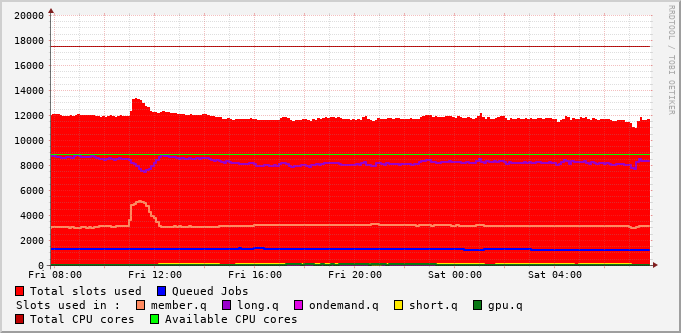 20000
18000
16000
14000
12000
10000
8000
6000
4000
2000
0
Fri 08:00 Fri 12:00 Fri 16:00 Fri 20:00 Sat 00:00 Sat 04:00
Total slots used Queued Jobs
Slots used in : member.q long.q ondemand.q short.q gpu.q
Total CPU cores Available CPU cores
RRDTOOL / TOBI OETIKER